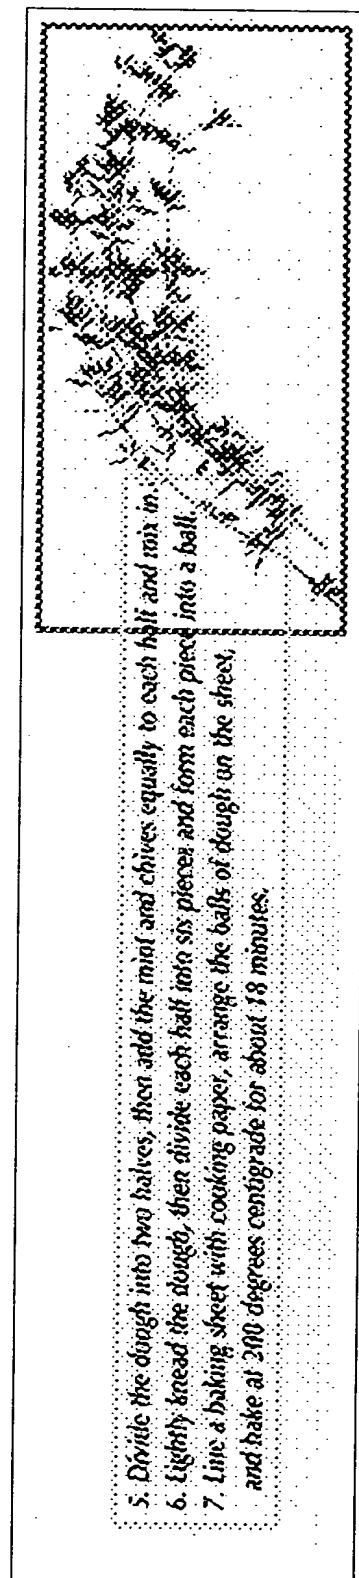 5. Divide the dough into two halves, then add the mint and chives equally to each half and mix in.
6. Lightly knead the dough, then divide each half into six pieces and form each piece into a ball.
7. Line a baking sheet with cooking paper, arrange the balls of dough on the sheet,
and bake at 200 degrees centigrade for about 18 minutes.